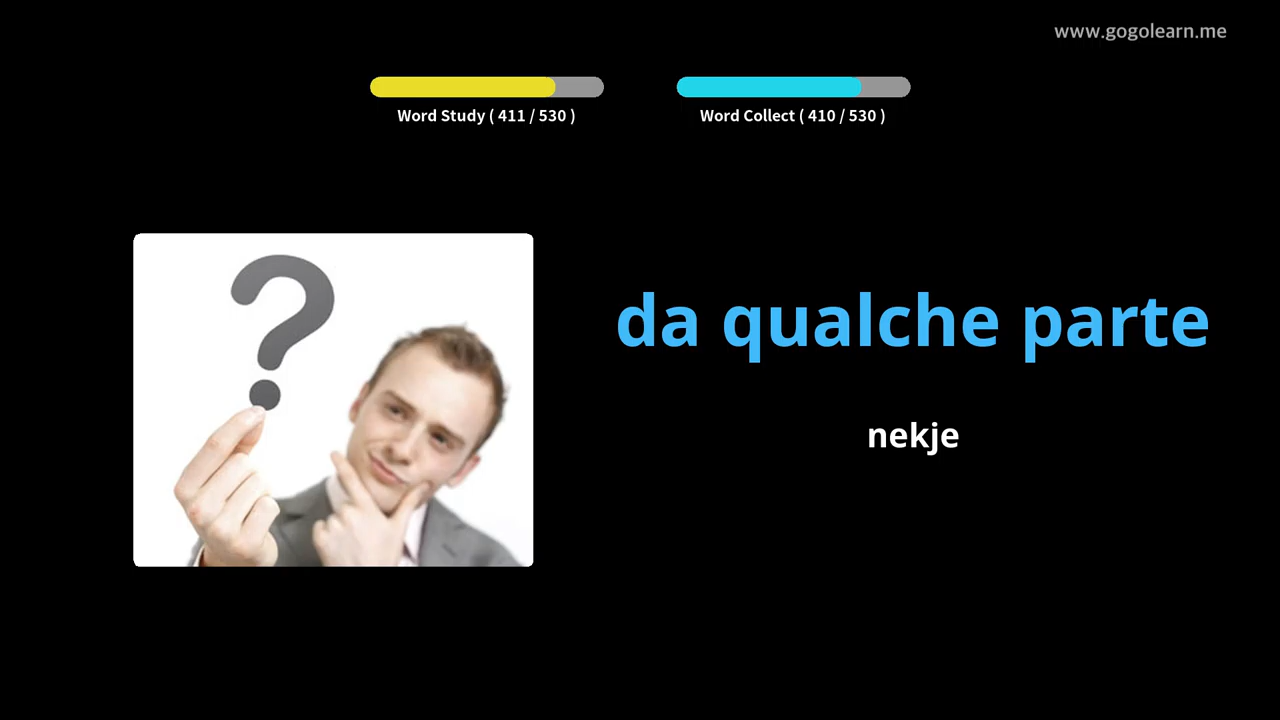 www.gogolearn.me
Word Study ( 411 / 530 )
Word Collect ( 410 / 530 )
da qualche parte
nekje